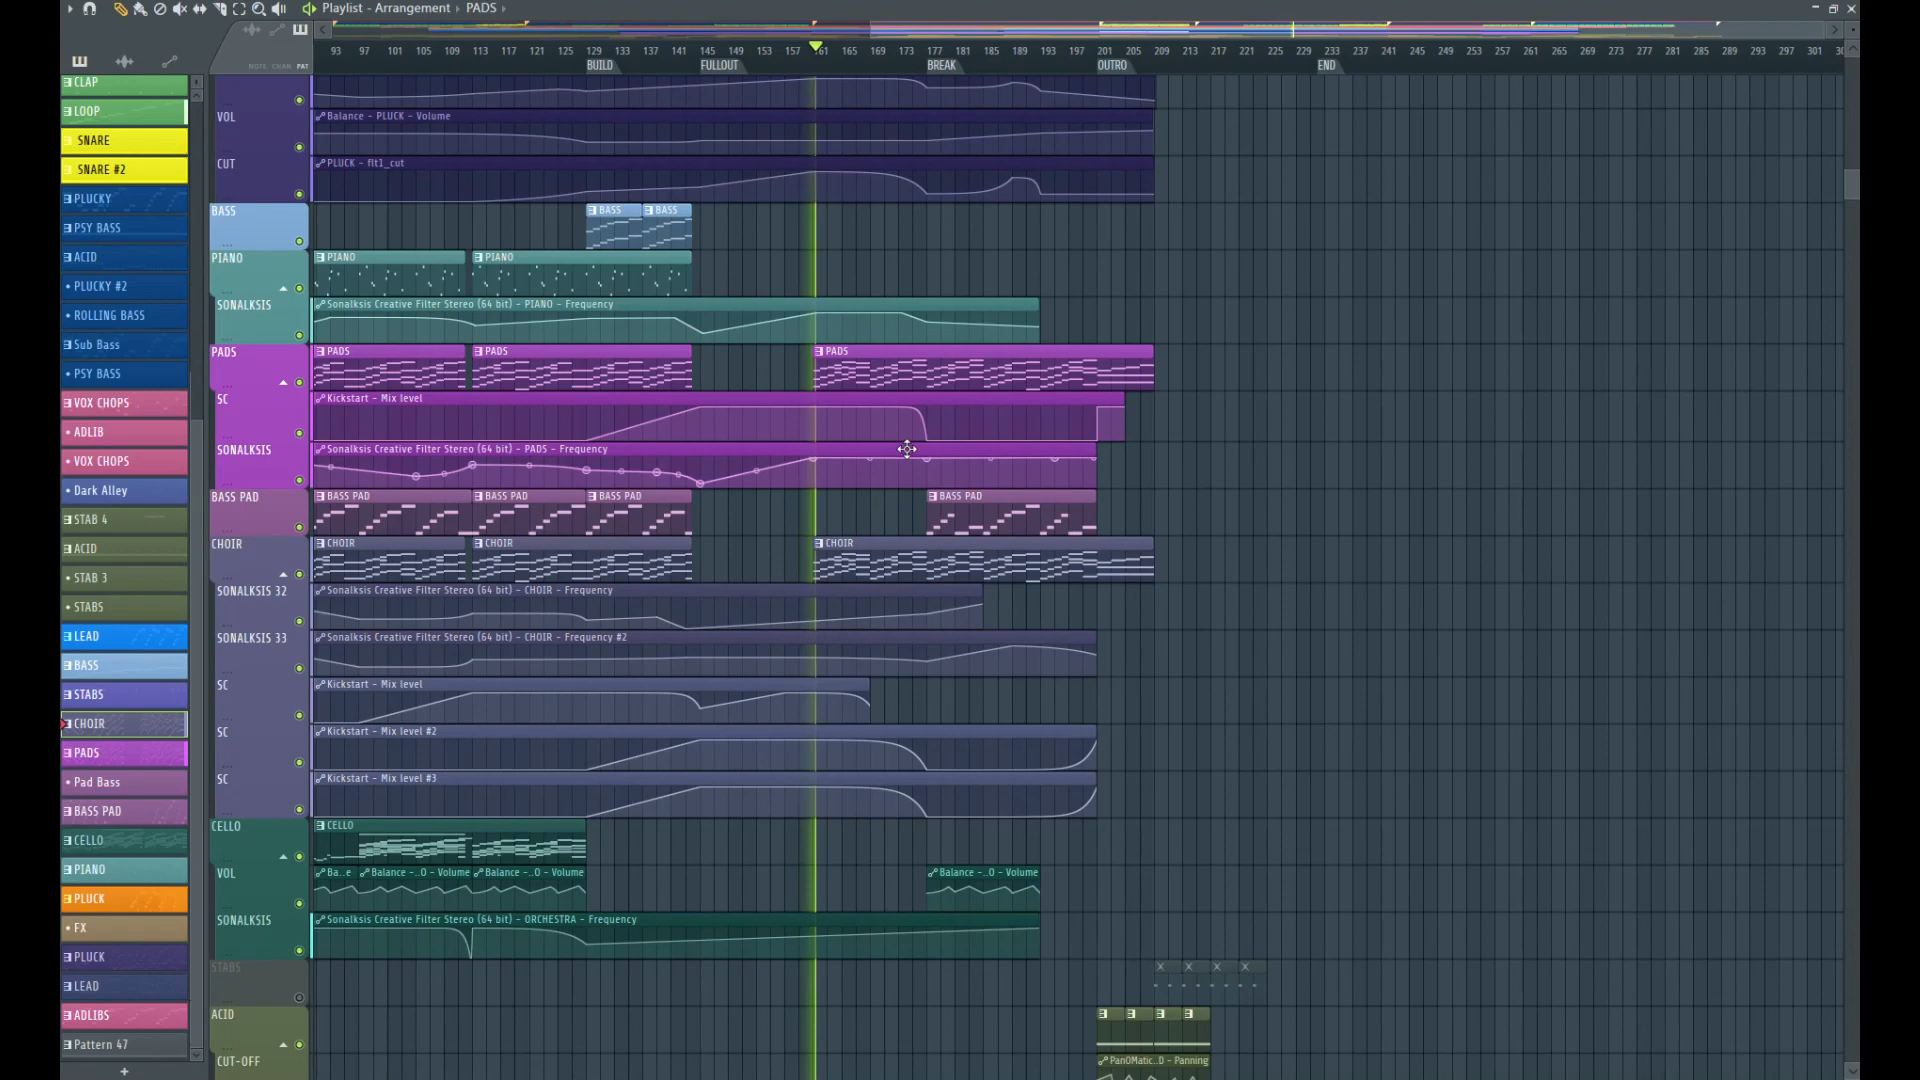 Playlist - Arrangement › PADS ›
93 97 101 105 109 113 117 121 125 129 133 137 141 145 149 153 157 161 165 169 173 177 181 185 189 193 197 201 205 209 213 217 221 225 229 233 237 241 245 249 253 257 261 265 269 273 277 281 285 289 293 297 301
NOTE CHAN PAT
BUILD FULLOUT BREAK OUTRO END
CLAP
LOOP
SNARE
SNARE #2
PLUCKY
PSY BASS
ACID
PLUCKY #2
ROLLING BASS
Sub Bass
PSY BASS
VOX CHOPS
ADLIB
VOX CHOPS
Dark Alley
STAB 4
ACID
STAB 3
STABS
LEAD
BASS
STABS
CHOIR
PADS
Pad Bass
BASS PAD
CELLO
PIANO
PLUCK
FX
PLUCK
LEAD
ADLIBS
Pattern 47
VOL
Balance - PLUCK - Volume
CUT
PLUCK - flt1_cut
BASS
BASS BASS
PIANO
PIANO PIANO
SONALKSIS
Sonalksis Creative Filter Stereo (64 bit) - PIANO - Frequency
PADS
PADS PADS PADS
SC
Kickstart - Mix level
SONALKSIS
Sonalksis Creative Filter Stereo (64 bit) - PADS - Frequency
BASS PAD
BASS PAD BASS PAD BASS PAD BASS PAD
CHOIR
CHOIR CHOIR CHOIR
SONALKSIS 32
Sonalksis Creative Filter Stereo (64 bit) - CHOIR - Frequency
SONALKSIS 33
Sonalksis Creative Filter Stereo (64 bit) - CHOIR - Frequency #2
SC
Kickstart - Mix level
SC
Kickstart - Mix level #2
SC
Kickstart - Mix level #3
CELLO
CELLO
VOL
Ba..e Balance -..O - Volume Balance -..O - Volume Balance -..O - Volume
SONALKSIS
Sonalksis Creative Filter Stereo (64 bit) - ORCHESTRA - Frequency
STABS
ACID
CUT-OFF
PanOMatic..D - Panning